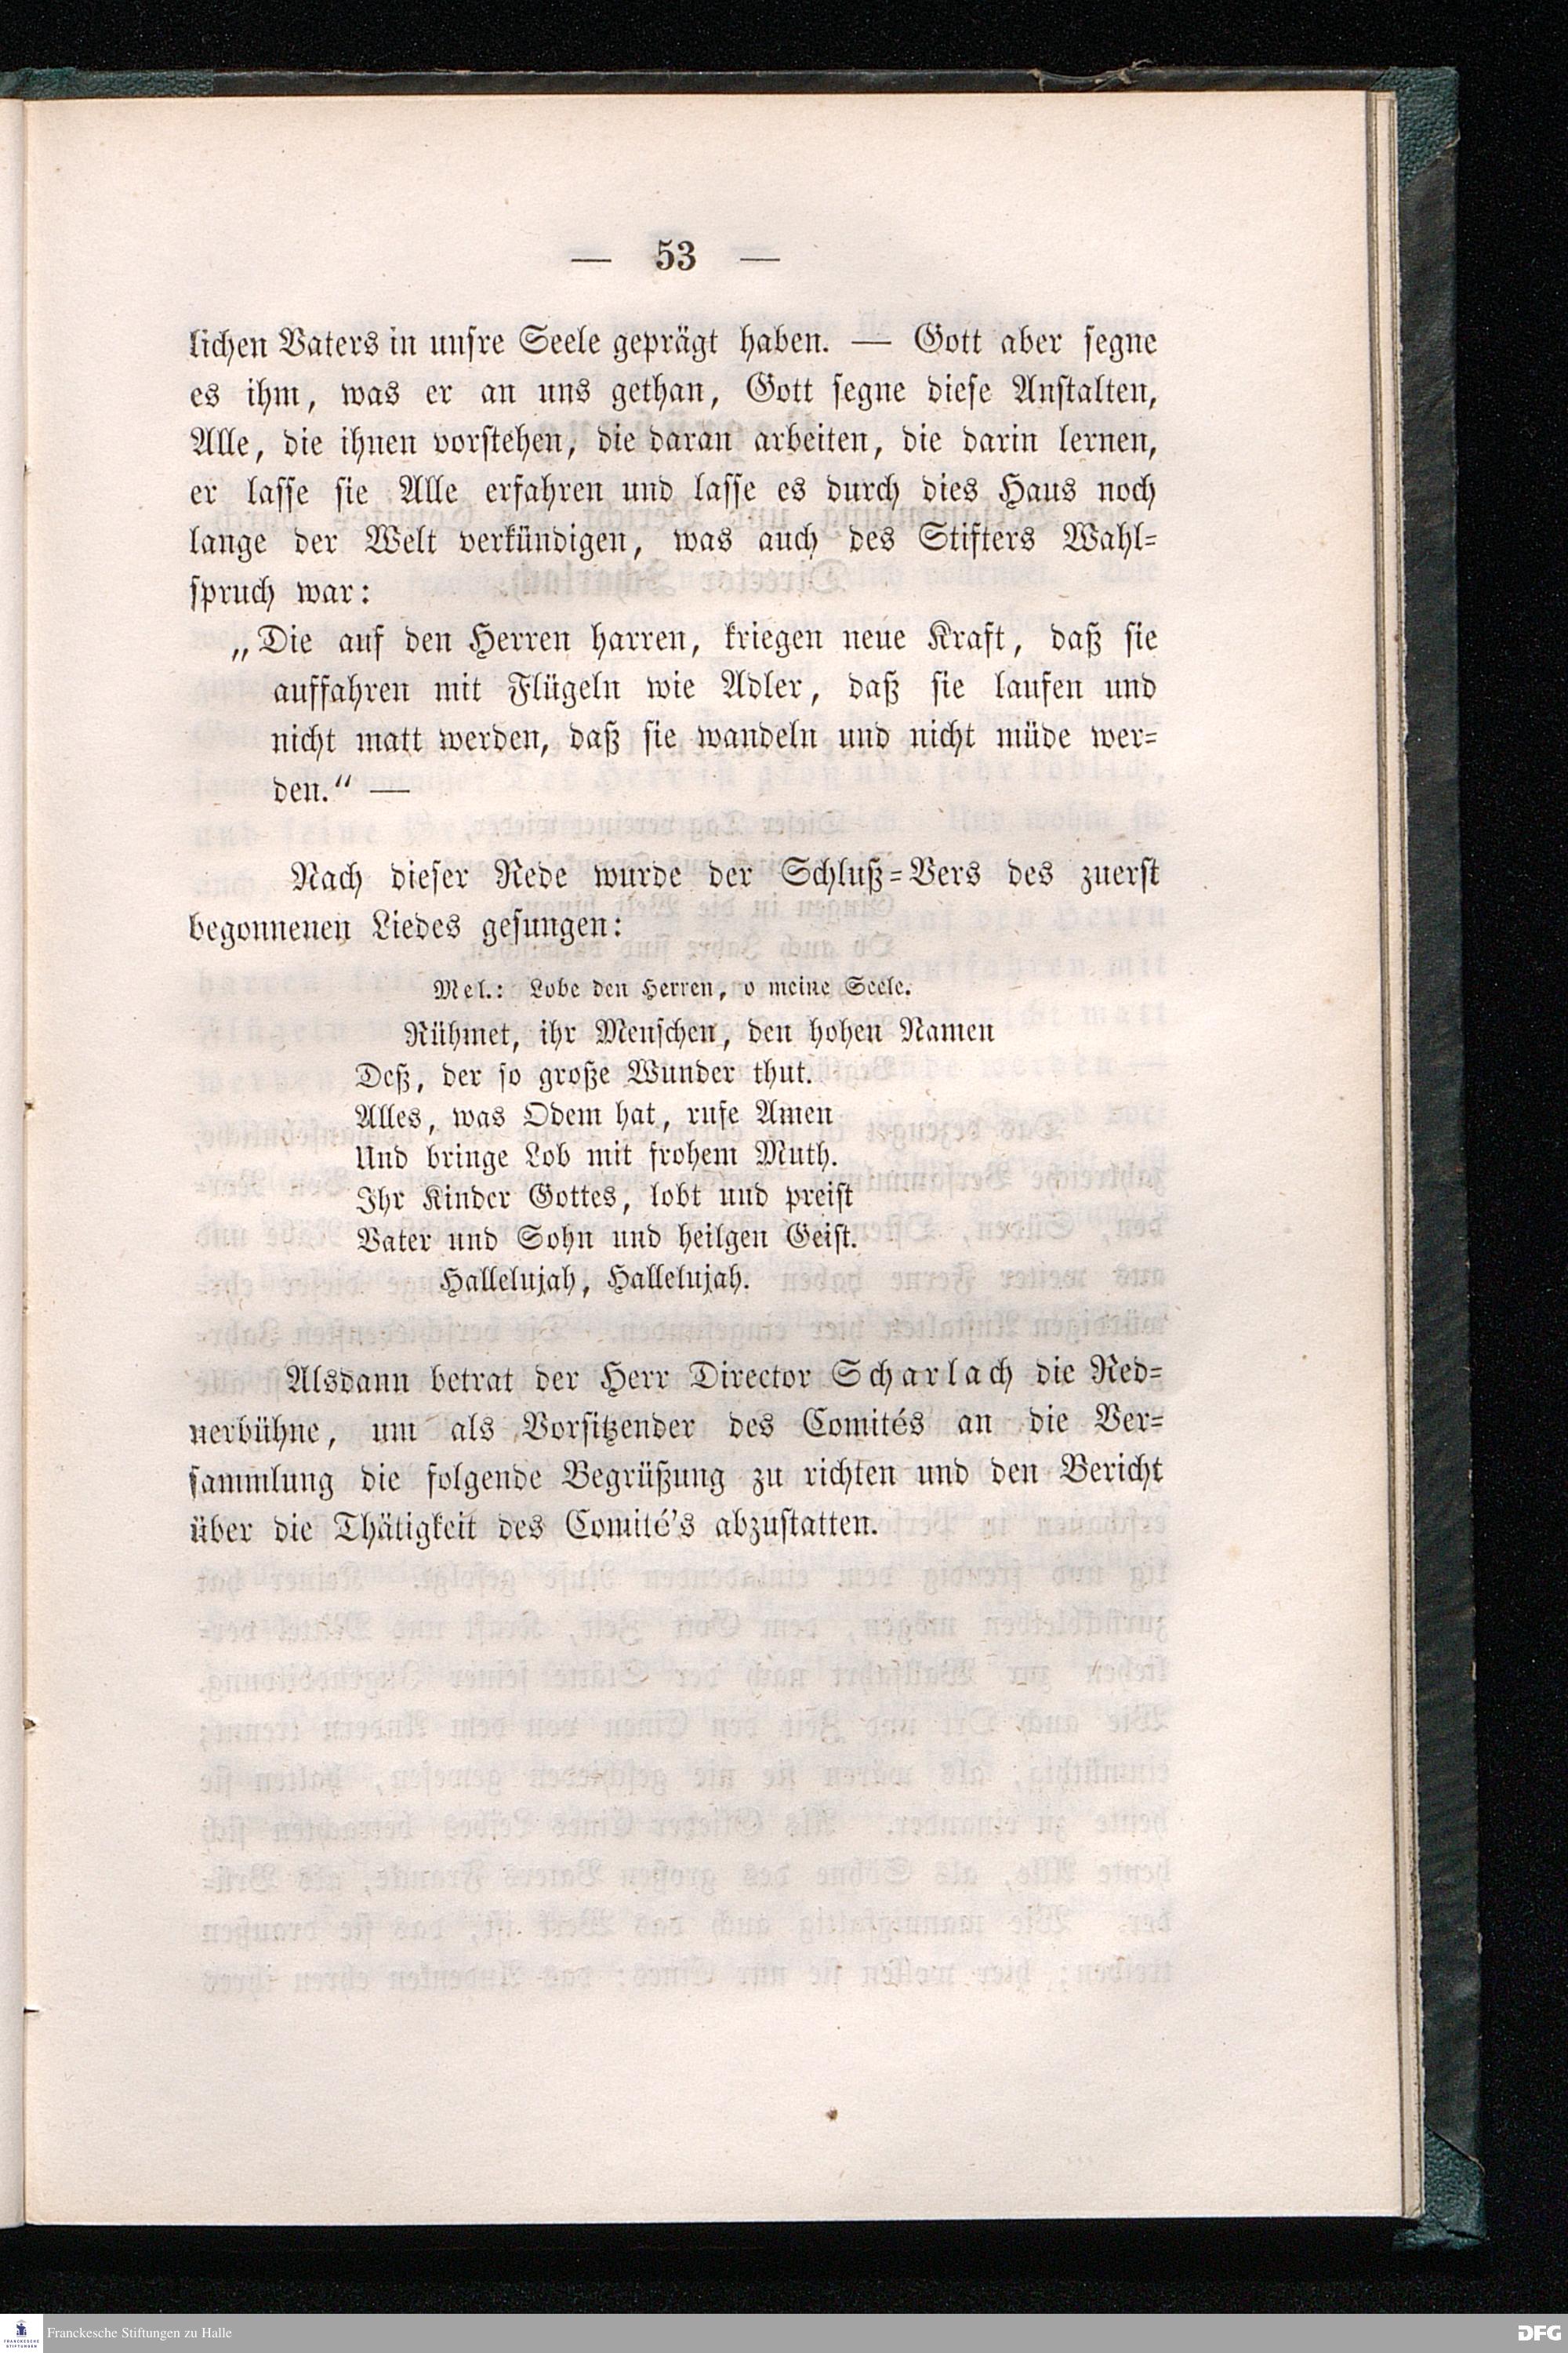 — 53 —
lichen Vaters in unsre Seele geprägt haben. — Gott aber segne
es ihm, was er an uns gethan, Gott segne diese Anstalten,
Alle, die ihnen vorstehen, die daran arbeiten, die darin lernen,
er lasse sie Alle erfahren und lasse es durch dies Haus noch
lange der Welt verkündigen, was auch des Stifters Wahl-
spruch war:
„Die auf den Herren harren, kriegen neue Kraft, daß sie
auffahren mit Flügeln wie Adler, daß sie laufen und
nicht matt werden, daß sie wandeln und nicht müde wer-
den.“ —
Nach dieser Rede wurde der Schluß-Vers des zuerst
begonnenen Liedes gesungen:
Mel.: Lobe den Herren, o meine Seele.
Rühmet, ihr Menschen, den hohen Namen
Deß, der so große Wunder thut.
Alles, was Odem hat, rufe Amen
Und bringe Lob mit frohem Muth.
Ihr Kinder Gottes, lobt und preist
Vater und Sohn und heilgen Geist.
Hallelujah, Hallelujah.
Alsdann betrat der Herr Director Scharlach die Red-
nerbühne, um als Vorsitzender des Comités an die Ver-
sammlung die folgende Begrüßung zu richten und den Bericht
über die Thätigkeit des Comité's abzustatten.
FRANCKESCHE
STIFTUNGEN
Franckesche Stiftungen zu Halle
DFG